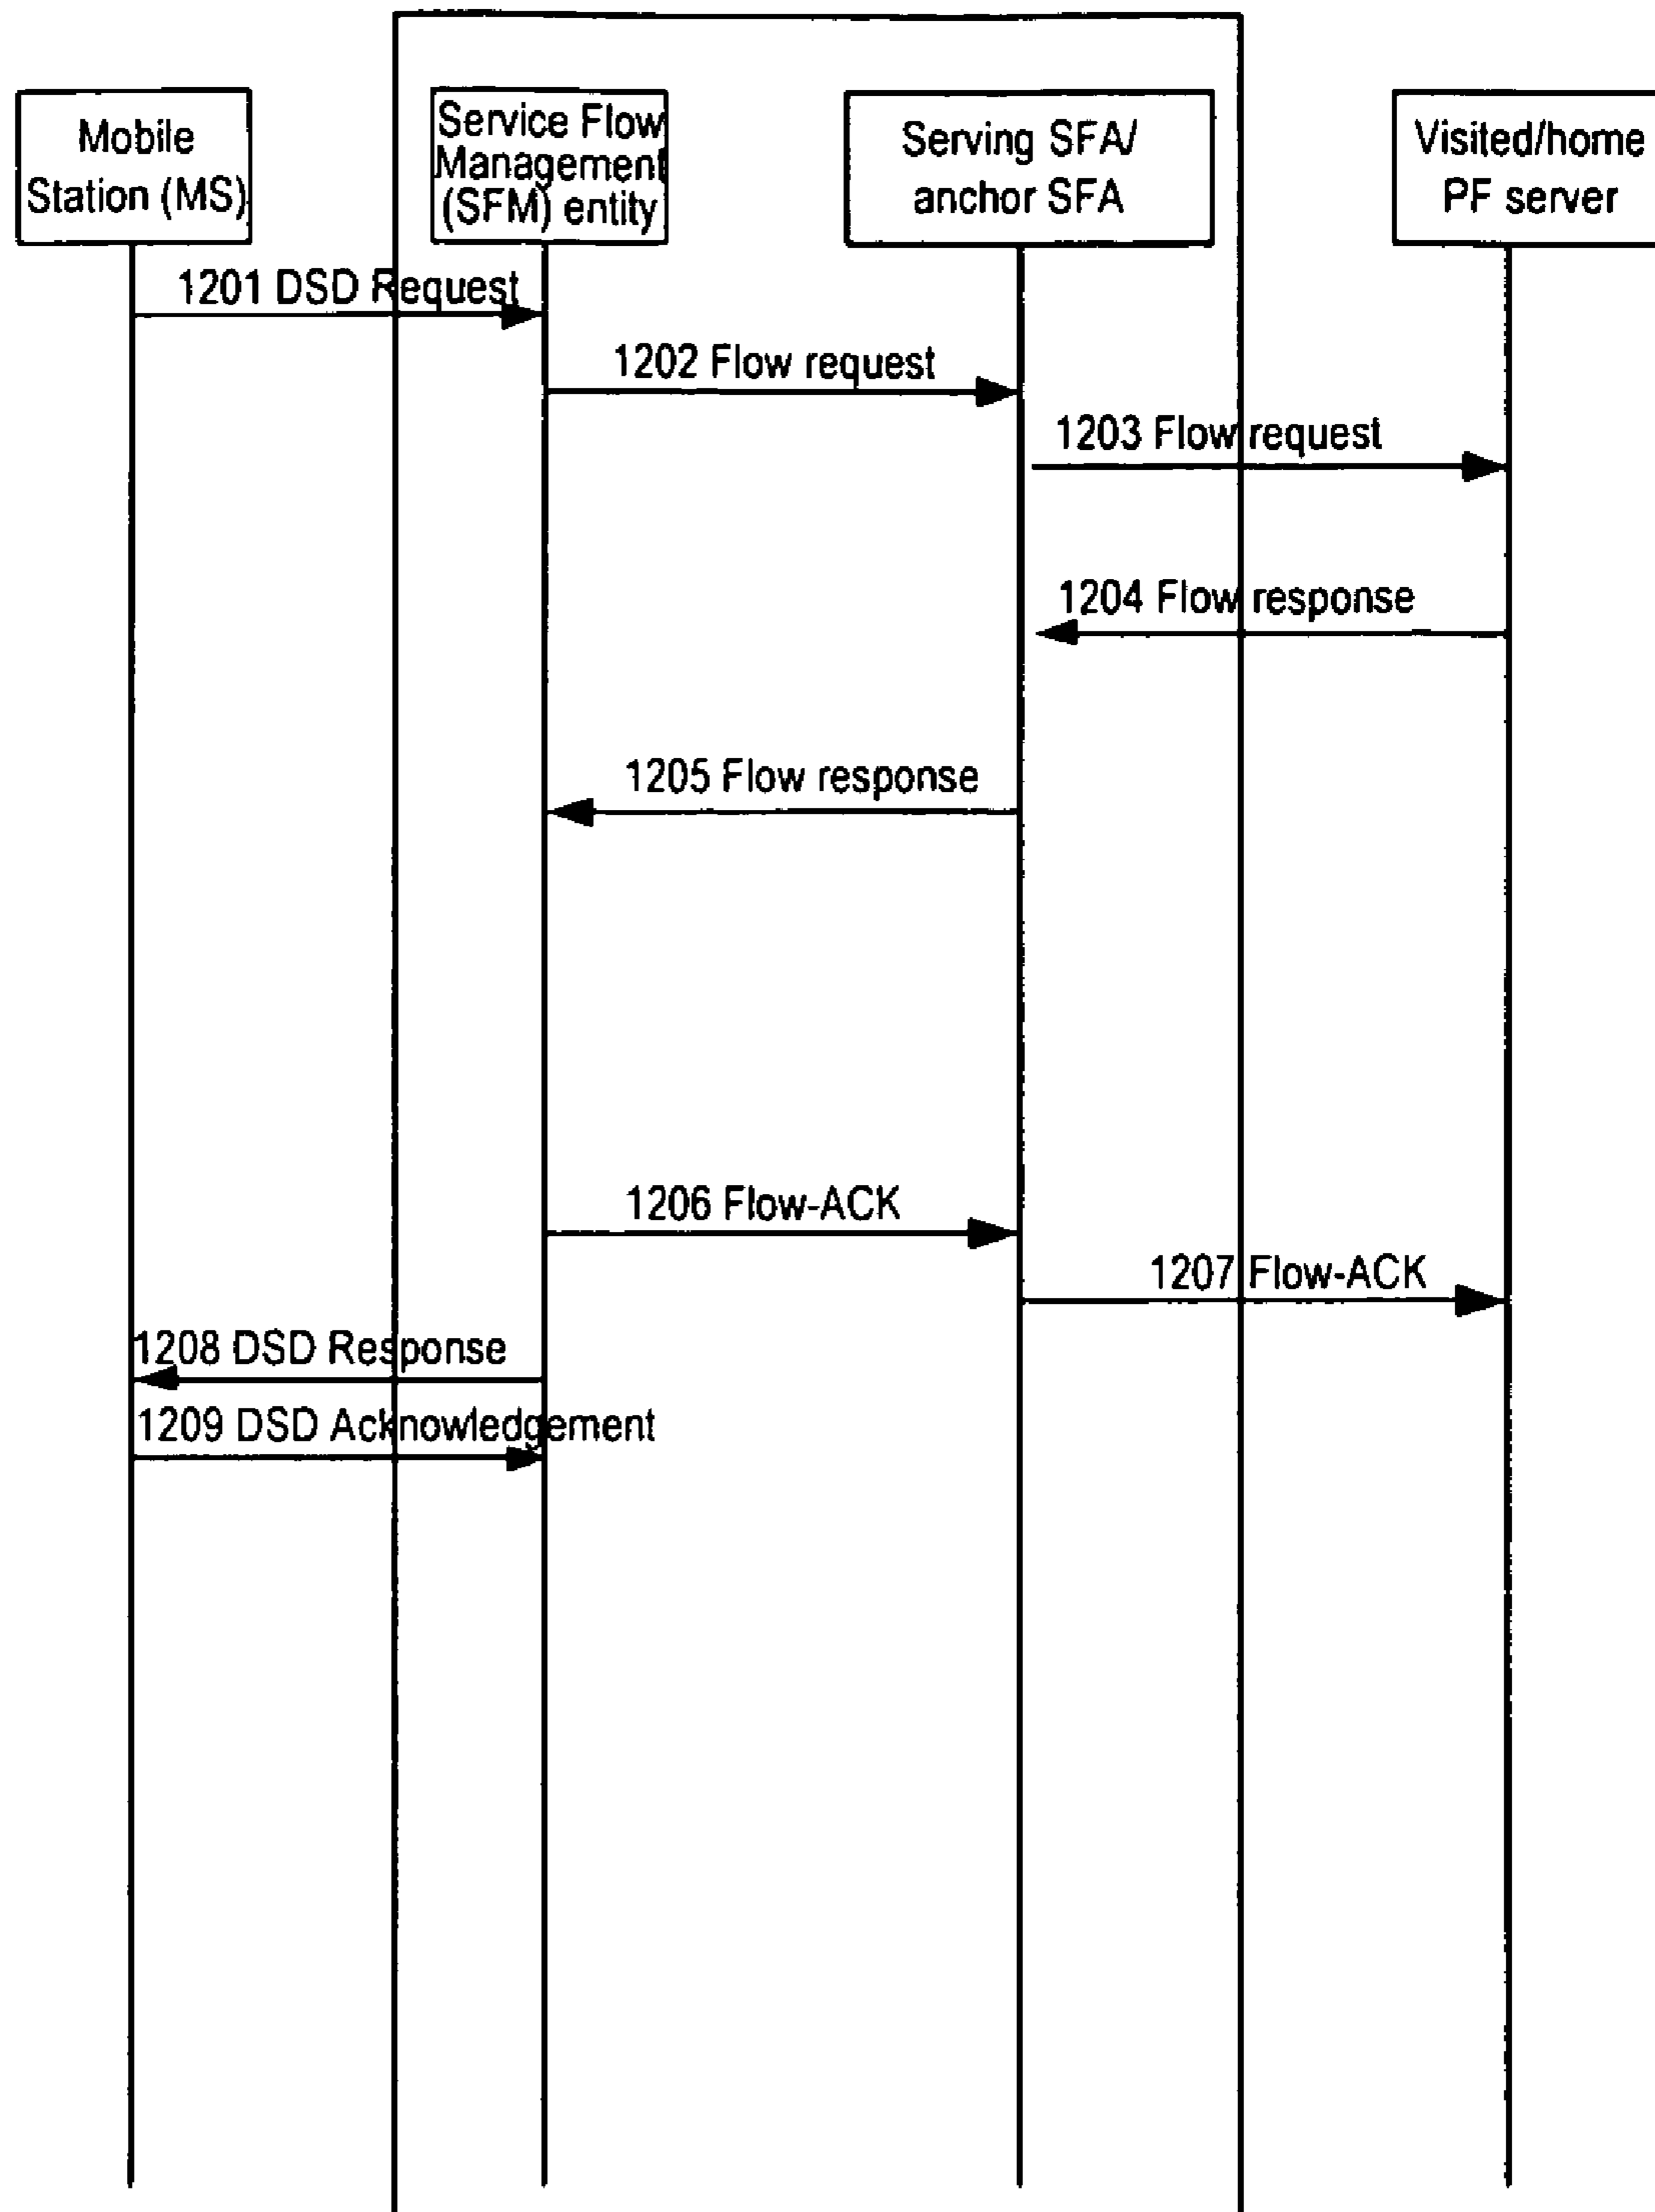 Mobile
Station (MS)
Service Flow
Management
(SFM) entity
Serving SFA/
anchor SFA
Visited/home
PF server
1201 DSD Request
1202 Flow request
1203 Flow request
1204 Flow response
1205 Flow response
1206 Flow-ACK
1207 Flow-ACK
1208 DSD Response
1209 DSD Acknowledgement